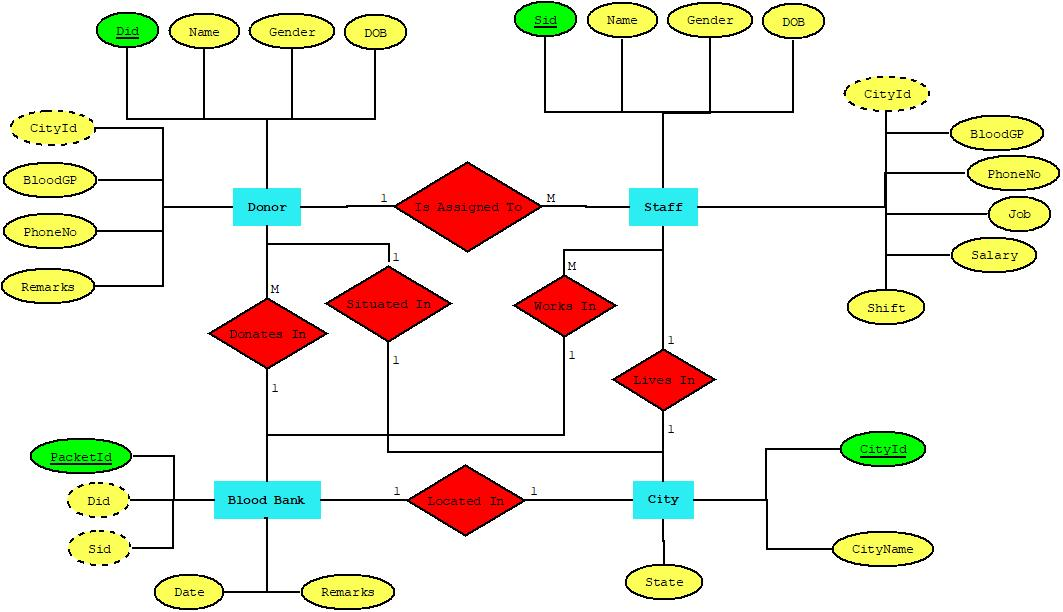 Did
Name
Gender
DOB
Sid
Name
Gender
DOB
CityId
BloodGP
PhoneNo
Remarks
CityId
BloodGP
PhoneNo
Job
Salary
Shift
Donor
1
Is Assigned To
M
Staff
M
Donates In
1
1
Situated In
1
M
Works In
1
1
Lives In
1
PacketId
Did
Sid
Blood Bank
1
Located In
1
City
CityId
CityName
Date
Remarks
State